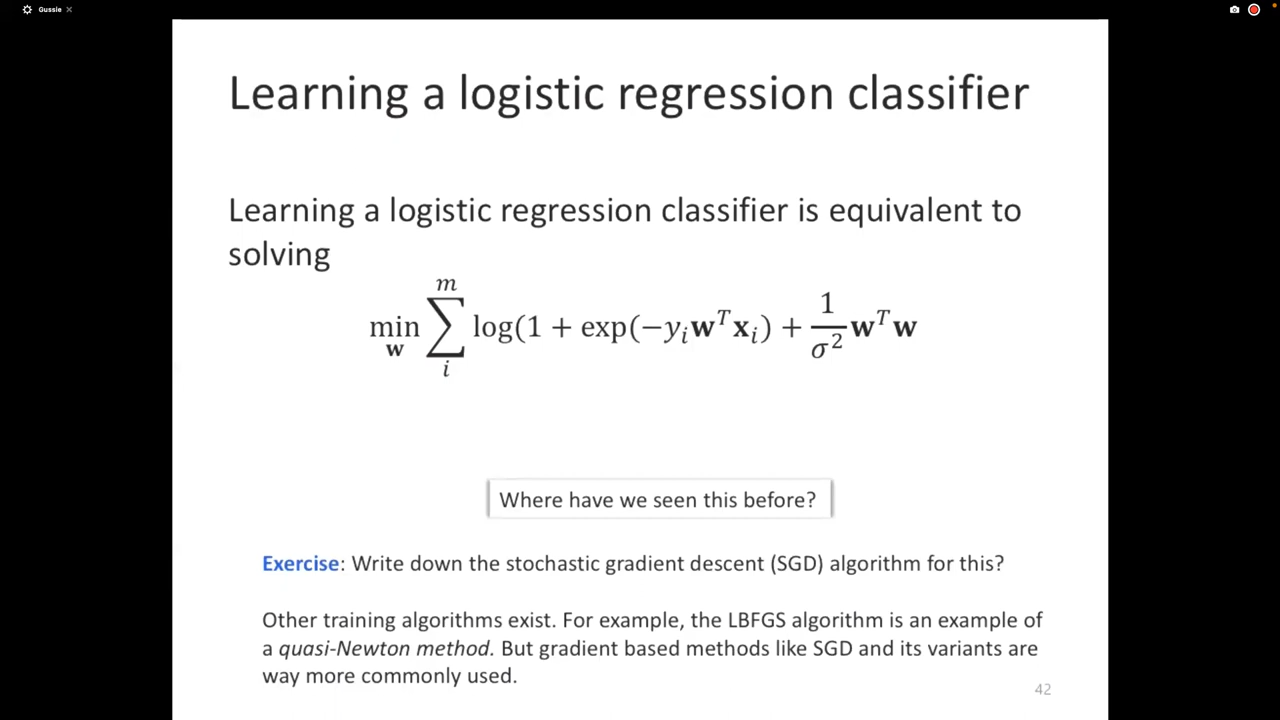 Gussie
Learning a logistic regression classifier
Learning a logistic regression classifier is equivalent to
solving
min_w ∑_i^m log(1 + exp(−y_i w^T x_i) + 1/σ² w^T w
Where have we seen this before?
Exercise: Write down the stochastic gradient descent (SGD) algorithm for this?
Other training algorithms exist. For example, the LBFGS algorithm is an example of
a quasi-Newton method. But gradient based methods like SGD and its variants are
way more commonly used.
42